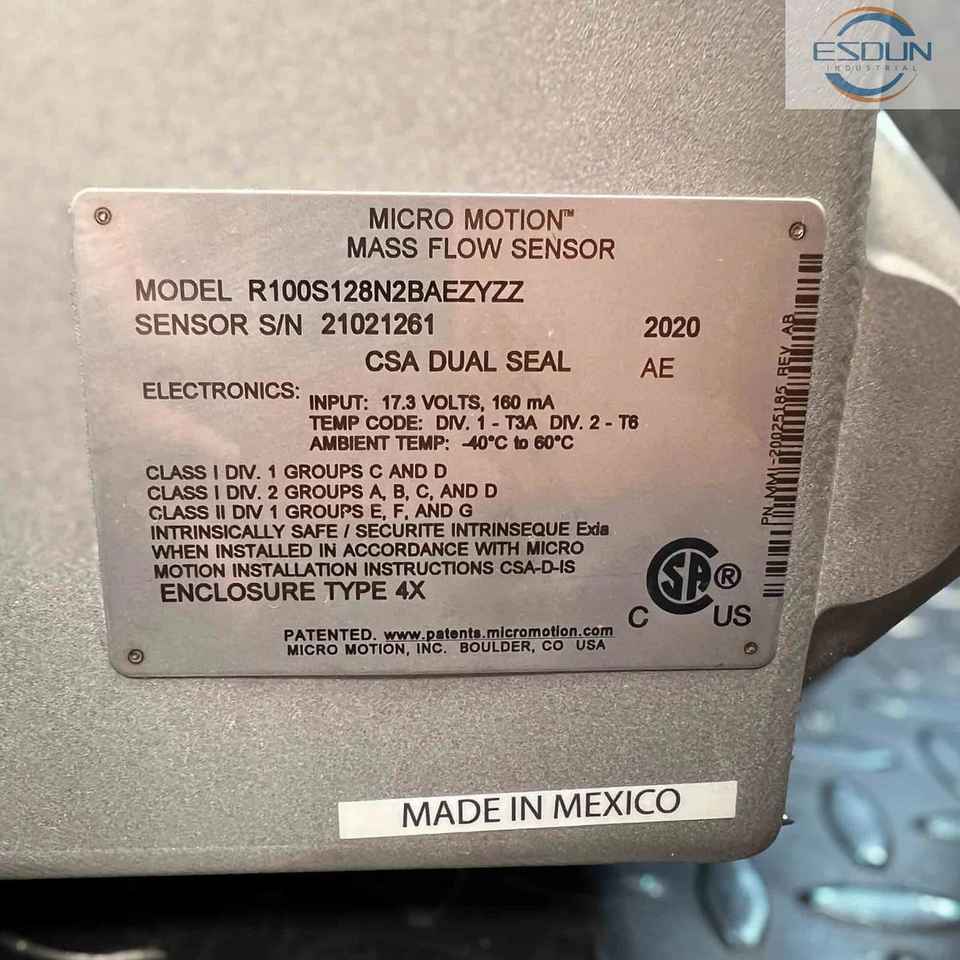 ESDUN
INDUSTRIAL
MICRO MOTION™
MASS FLOW SENSOR
MODEL R100S128N2BAEZYZZ
SENSOR S/N 21021261 2020
CSA DUAL SEAL AE
ELECTRONICS: INPUT: 17.3 VOLTS, 160 mA
TEMP CODE: DIV. 1 - T3A DIV. 2 - T6
AMBIENT TEMP: -40°C to 60°C
CLASS I DIV. 1 GROUPS C AND D
CLASS I DIV. 2 GROUPS A, B, C, AND D
CLASS II DIV 1 GROUPS E, F, AND G
INTRINSICALLY SAFE / SECURITE INTRINSEQUE Exia
WHEN INSTALLED IN ACCORDANCE WITH MICRO
MOTION INSTALLATION INSTRUCTIONS CSA-D-IS
ENCLOSURE TYPE 4X
CSA®
C US
PATENTED. www.patents.micromotion.com
MICRO MOTION, INC. BOULDER, CO USA
PN MMI-20025185 REV AB
MADE IN MEXICO